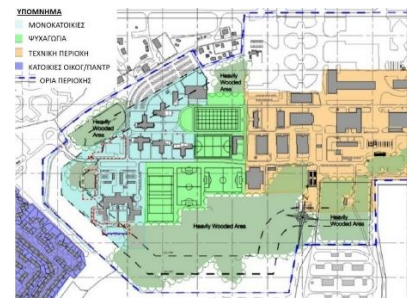 ΥΠΟΜΝΗΜΑ
ΜΟΝΟΚΑΤΟΙΚΙΕΣ
ΨΥΧΑΓΩΓΙΑ
ΤΕΧΝΙΚΗ ΠΕΡΙΟΧΗ
ΚΑΤΟΙΚΙΕΣ ΟΙΚΟΓ/ΠΑΝΤΡ
ΟΡΙΑ ΠΕΡΙΟΧΗΣ
Heavily
Wooded
Area
Heavily
Wooded Area
Heavily Wooded Area
Heavily
Wooded Area